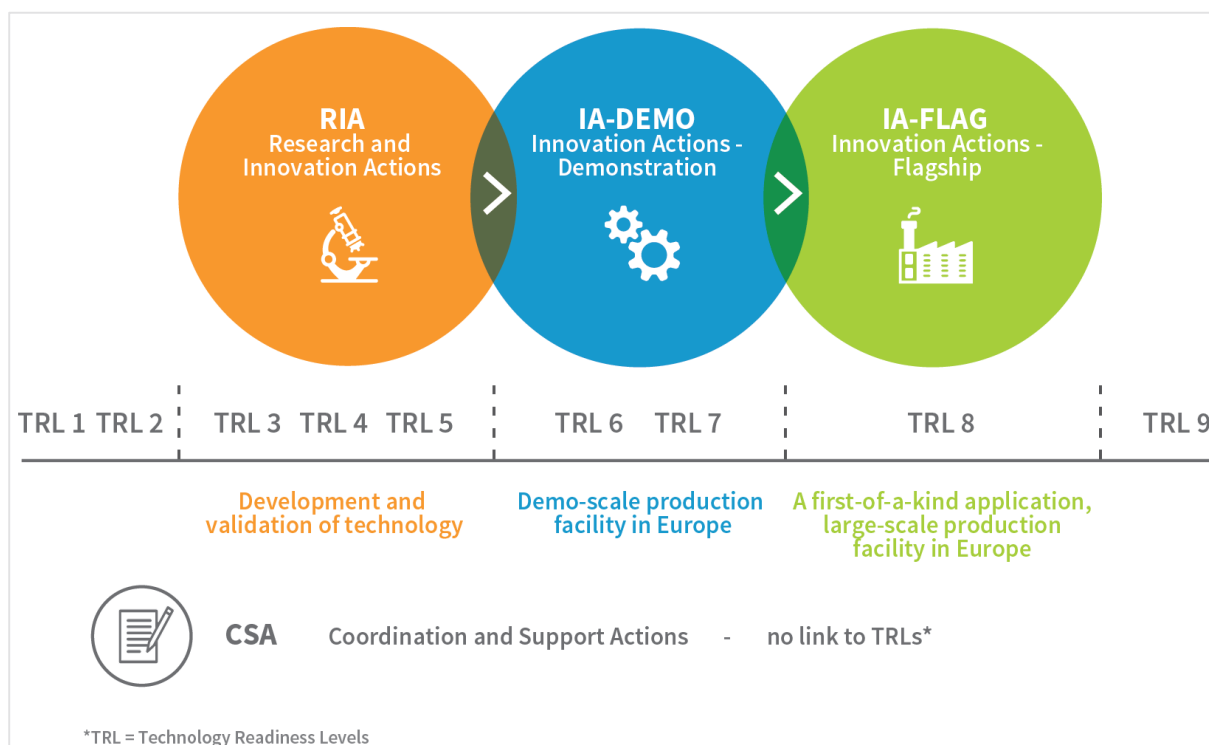 RIA
Research and
Innovation Actions
IA-DEMO
Innovation Actions -
Demonstration
IA-FLAG
Innovation Actions -
Flagship
TRL 1 TRL 2 TRL 3 TRL 4 TRL 5 TRL 6 TRL 7 TRL 8 TRL 9
Development and
validation of technology
Demo-scale production
facility in Europe
A first-of-a-kind application,
large-scale production
facility in Europe
CSA Coordination and Support Actions - no link to TRLs*
*TRL = Technology Readiness Levels